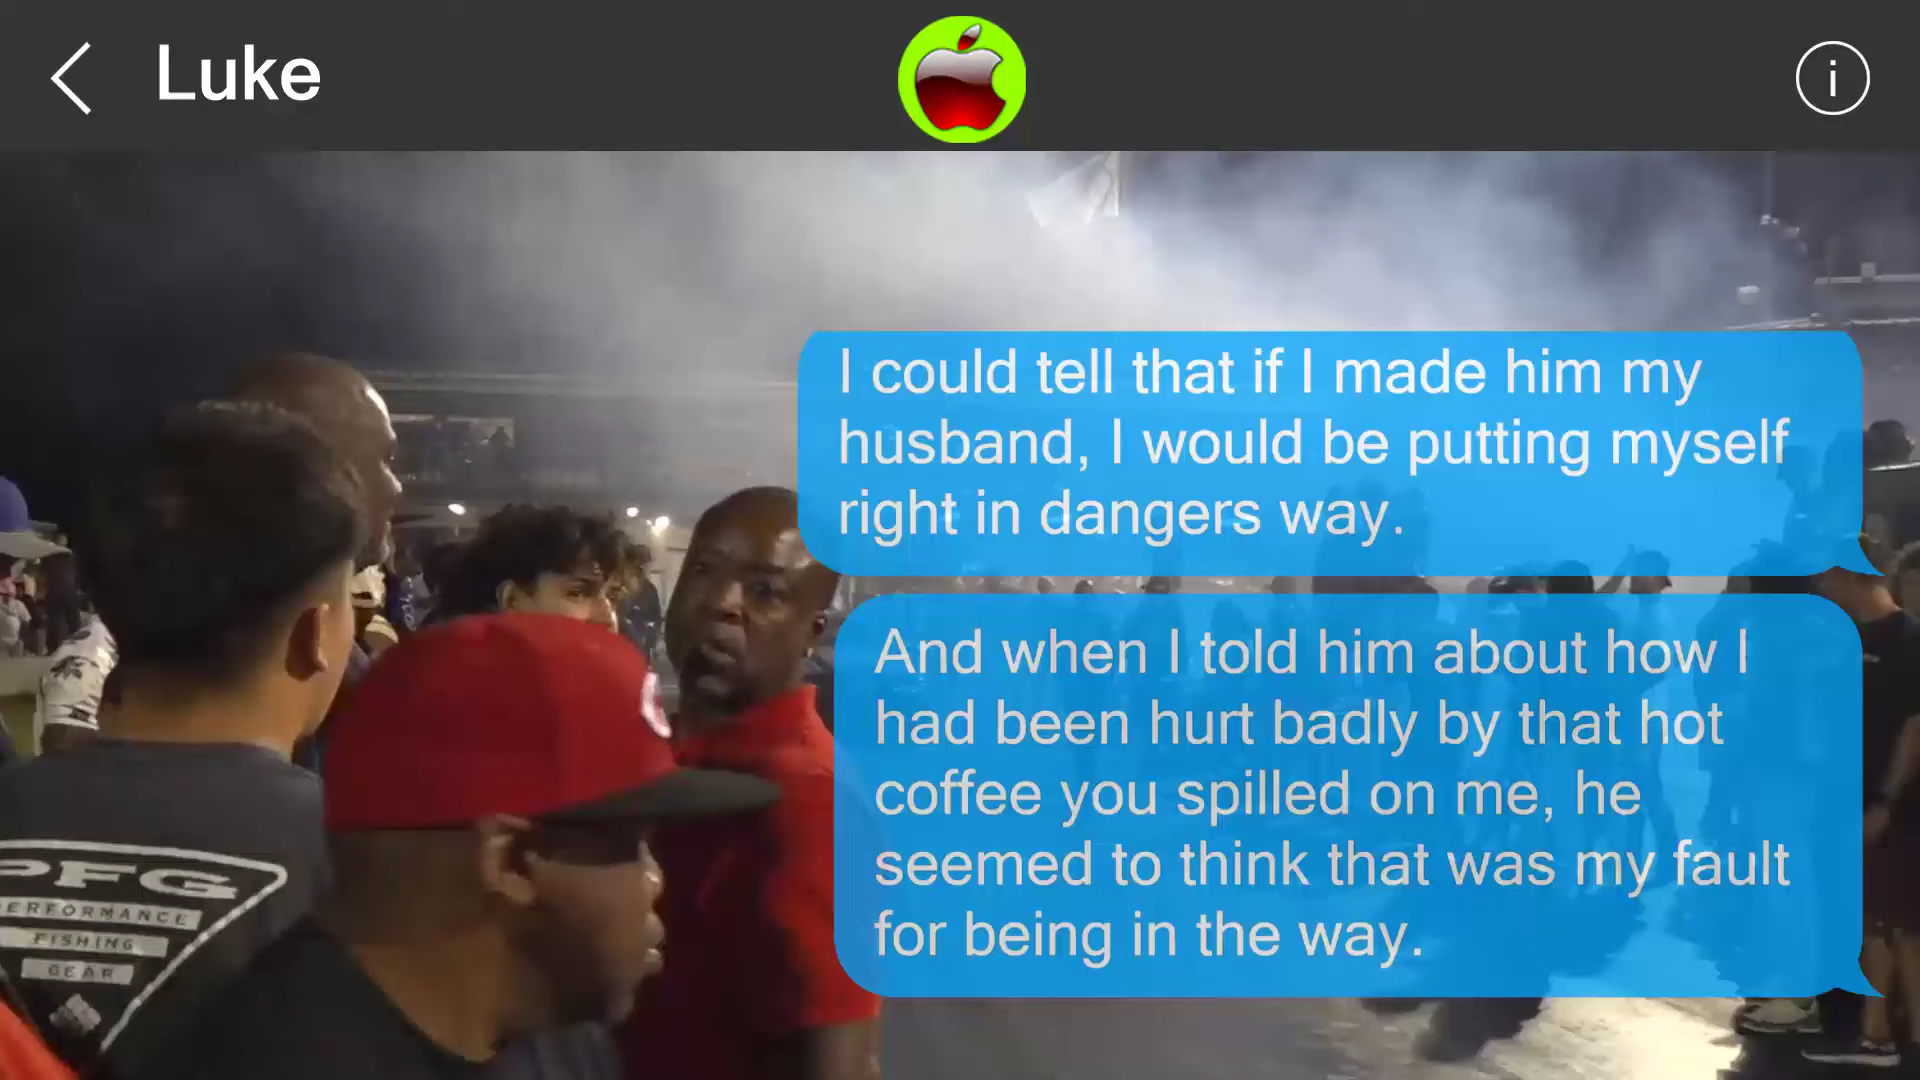 Luke
i
I could tell that if I made him my
husband, I would be putting myself
right in dangers way.
And when I told him about how I
had been hurt badly by that hot
coffee you spilled on me, he
seemed to think that was my fault
for being in the way.
PFG
PERFORMANCE
FISHING
GEAR